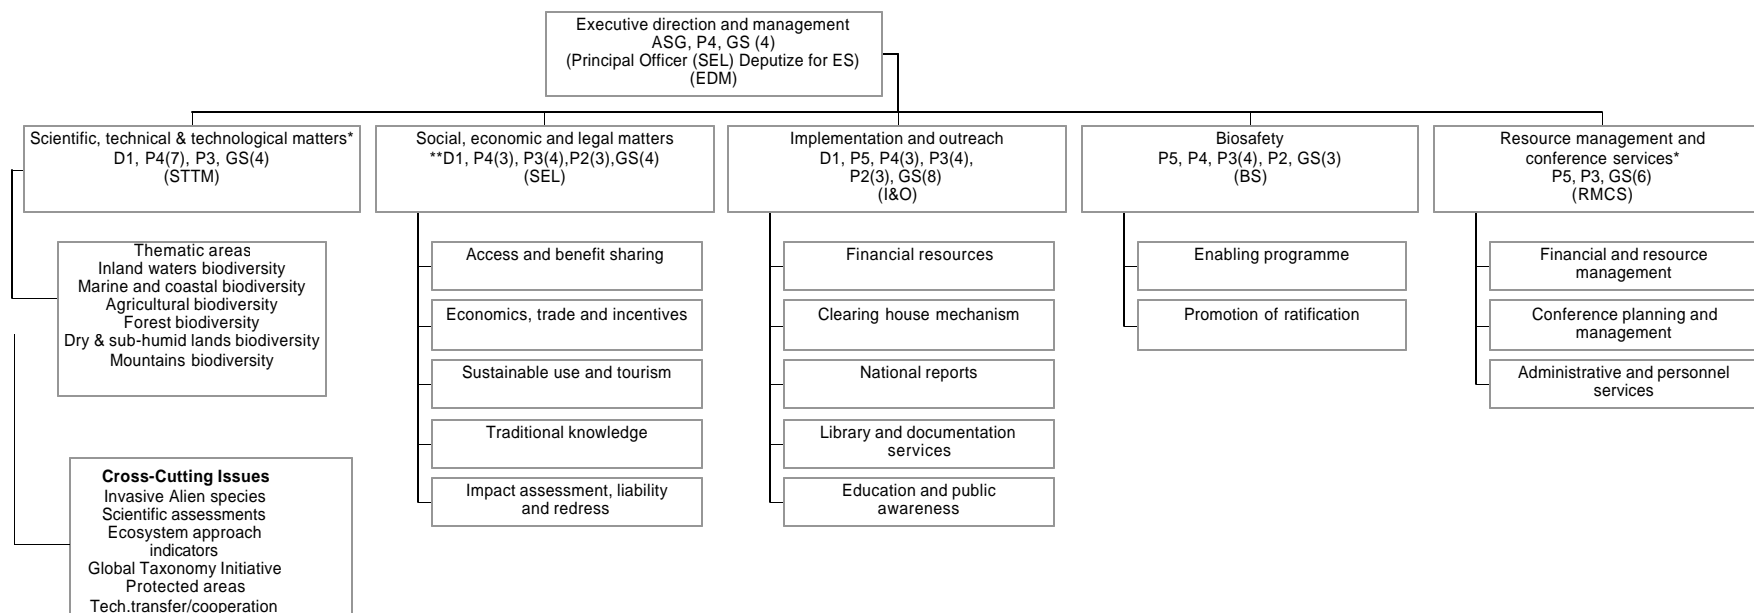 Executive direction and management
ASG, P4, GS (4)
(Principal Officer (SEL) Deputize for ES)
(EDM)
Scientific, technical & technological matters*
D1, P4(7), P3, GS(4)
(STTM)
Social, economic and legal matters
**D1, P4(3), P3(4),P2(3),GS(4)
(SEL)
Implementation and outreach
D1, P5, P4(3), P3(4),
P2(3), GS(8)
(I&O)
Biosafety
P5, P4, P3(4), P2, GS(3)
(BS)
Resource management and
conference services*
P5, P3, GS(6)
(RMCS)
Thematic areas
Inland waters biodiversity
Marine and coastal biodiversity
Agricultural biodiversity
Forest biodiversity
Dry & sub-humid lands biodiversity
Mountains biodiversity
Cross-Cutting Issues
Invasive Alien species
Scientific assessments
Ecosystem approach
indicators
Global Taxonomy Initiative
Protected areas
Tech.transfer/cooperation
Access and benefit sharing
Economics, trade and incentives
Sustainable use and tourism
Traditional knowledge
Impact assessment, liability
and redress
Financial resources
Clearing house mechanism
National reports
Library and documentation
services
Education and public
awareness
Enabling programme
Promotion of ratification
Financial and resource
management
Conference planning and
management
Administrative and personnel
services